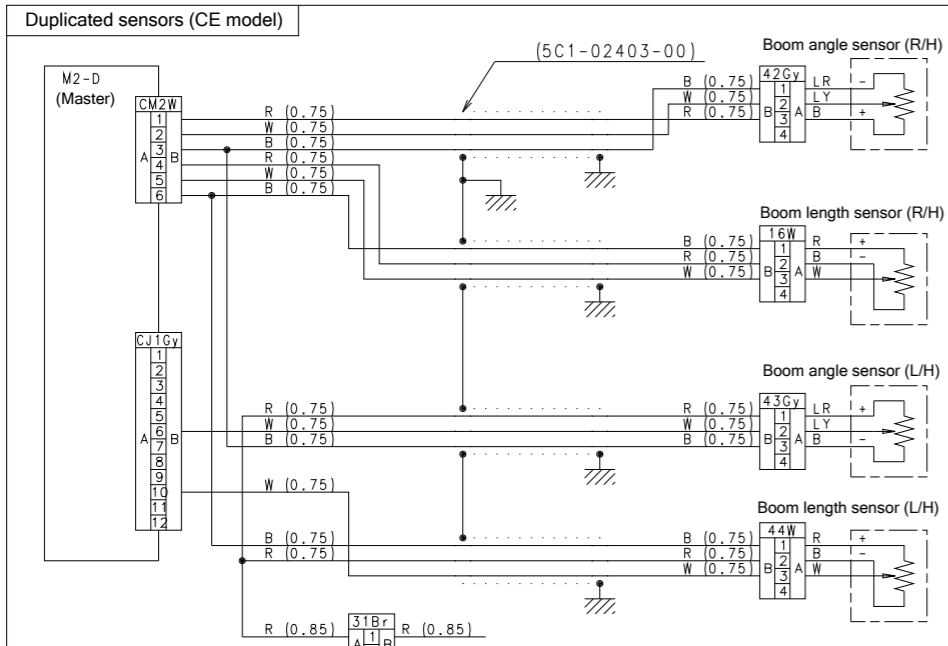 Duplicated sensors (CE model)
(5C1-02403-00)
M2-D
(Master)
CM2W
1
2
3
A 4 B
5
6
R (0.75)
W (0.75)
B (0.75)
R (0.75)
W (0.75)
B (0.75)
Boom angle sensor (R/H)
42Gy
B (0.75) 1 LR −
W (0.75) 2 LY
R (0.75) B 3 A B +
4
Boom length sensor (R/H)
16W
B (0.75) 1 R +
R (0.75) 2 B −
W (0.75) B 3 A W
4
CJ1Gy
1
2
3
4
5
6
A 7 B
8
9
10
11
12
R (0.75)
W (0.75)
B (0.75)
W (0.75)
Boom angle sensor (L/H)
43Gy
R (0.75) 1 LR +
W (0.75) 2 LY
B (0.75) B 3 A B −
4
Boom length sensor (L/H)
44W
B (0.75) B (0.75) 1 R +
R (0.75) R (0.75) 2 B −
W (0.75) B 3 A W
4
31Br
R (0.85) A 1 B R (0.85)